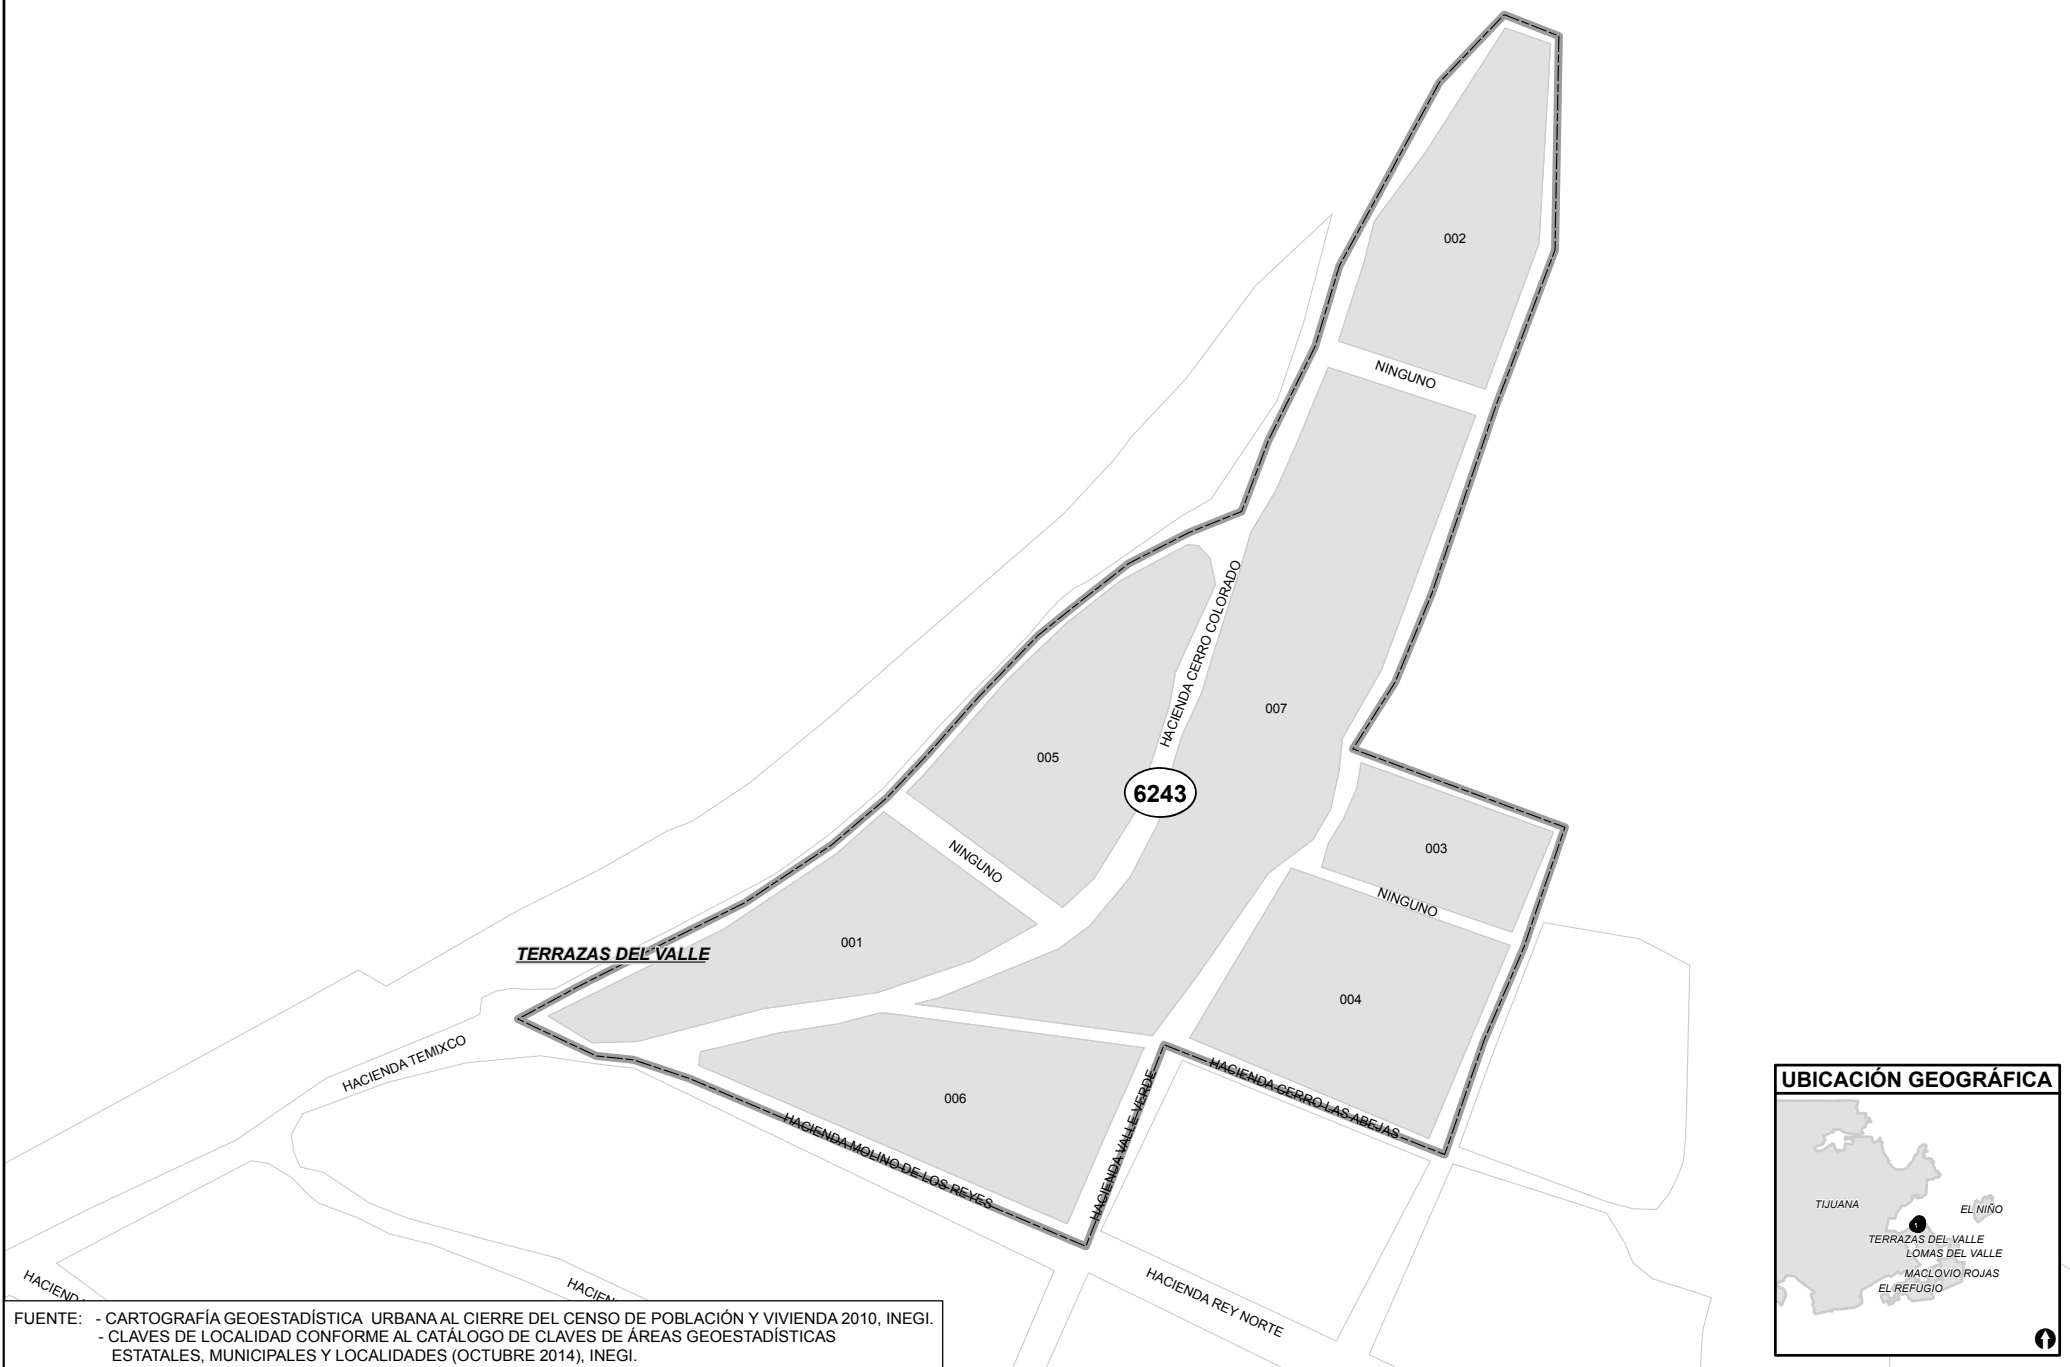 002
NINGUNO
HACIENDA CERRO COLORADO
007
005
6243
NINGUNO
003
NINGUNO
001
TERRAZAS DEL VALLE
004
HACIENDA TEMIXCO
HACIENDA CERRO LAS ABEJAS
HACIENDA VALLE VERDE
006
HACIENDA MOLINO DE LOS REYES
HACIENDA REY NORTE
HACIENDA
HACIEN
UBICACIÓN GEOGRÁFICA
TIJUANA
EL NIÑO
TERRAZAS DEL VALLE
LOMAS DEL VALLE
MACLOVIO ROJAS
EL REFUGIO
FUENTE: - CARTOGRAFÍA GEOESTADÍSTICA URBANA AL CIERRE DEL CENSO DE POBLACIÓN Y VIVIENDA 2010, INEGI.
- CLAVES DE LOCALIDAD CONFORME AL CATÁLOGO DE CLAVES DE ÁREAS GEOESTADÍSTICAS
ESTATALES, MUNICIPALES Y LOCALIDADES (OCTUBRE 2014), INEGI.